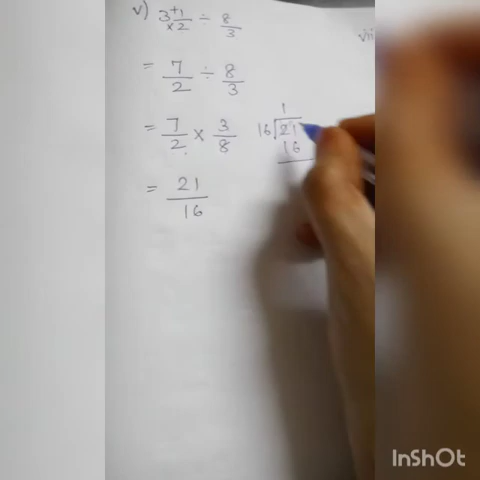 v) 3 +1/×2 ÷ 8/3
= 7/2 ÷ 8/3
= 7/2 × 3/8
1
16 21
16
= 21/16
viii
InShOt